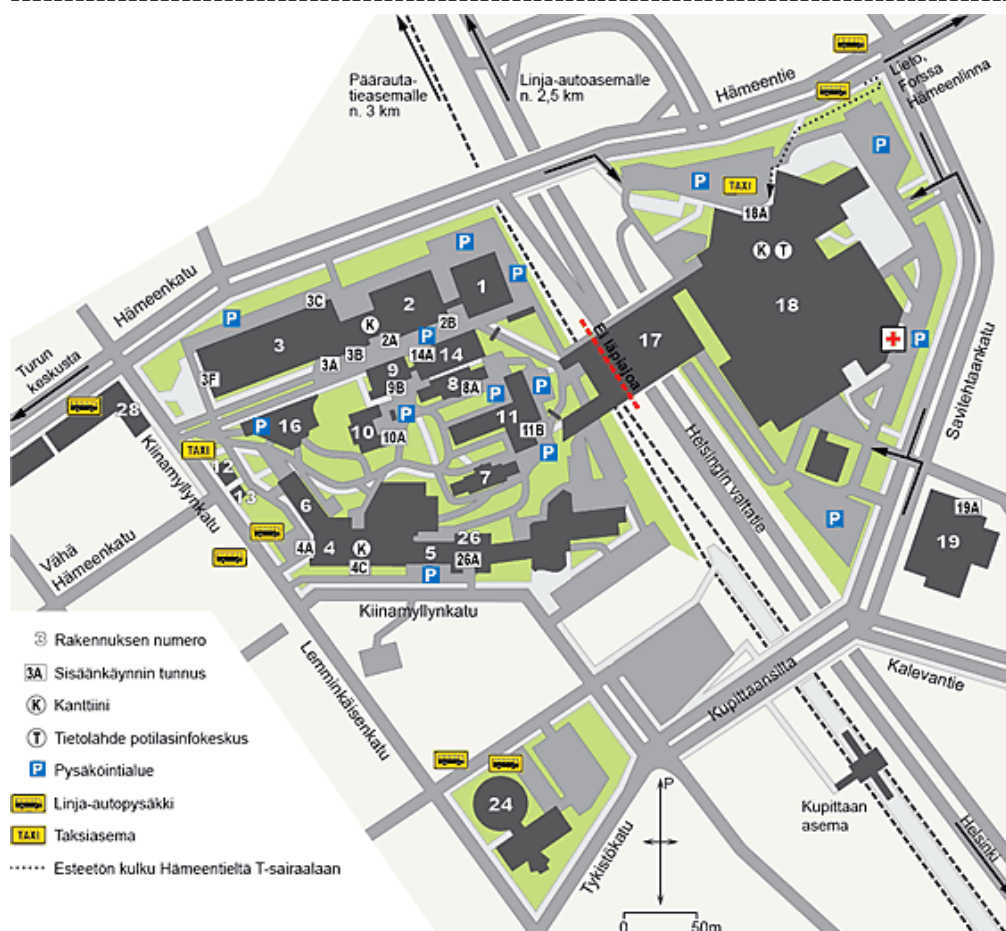 Päärauta-
tieasemalle
n. 3 km
Linja-autoasemalle
n. 2,5 km
Hämeentie
Lieto,
Forssa
Hämeenlinna
P
P
TAXI
18A
K
T
18
P
Savitehtaankatu
P
19A
19
Hämeenkatu
Turun
keskusta
P
P
P
1
2
3C
K
2A
2B
P
3
3B
3A
3F
14A
14
9
9B
8
8A
P
P
P
11
11B
P
10
10A
16
P
7
17
Ei läpiajoa
28
TAXI
12
13
Kiinamyllynkatu
6
4A
4
K
4C
5
26
26A
P
Vähä
Hämeenkatu
Kiinamyllynkatu
Helsingin valtatie
Lemminkäisenkatu
Kupittaansilta
Kalevantie
Kupittaan
asema
Helsinki
24
Tykistökatu
P
0 50m
3 Rakennuksen numero
3A Sisäänkäynnin tunnus
K Kanttiini
T Tietolähde potilasinfokeskus
P Pysäköintialue
Linja-autopysäkki
TAXI Taksiasema
Esteetön kulku Hämeentieltä T-sairaalaan